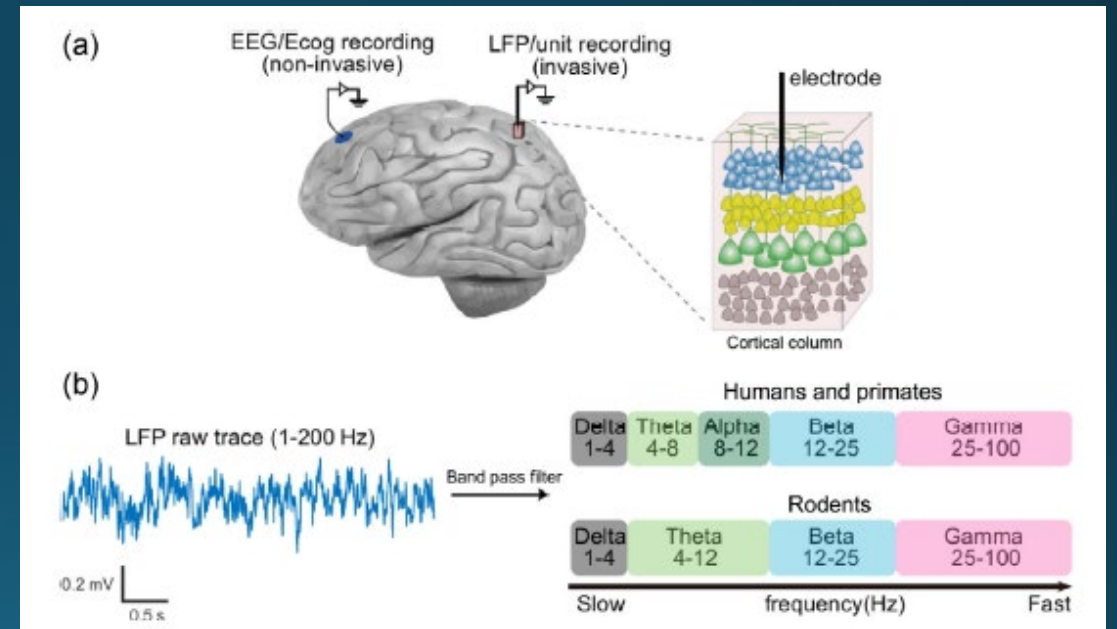 (a)
EEG/Ecog recording
(non-invasive)
LFP/unit recording
(invasive)
electrode
Cortical column
(b)
LFP raw trace (1-200 Hz)
0.2 mV
0.5 s
Band pass filter
Humans and primates
Delta Theta Alpha Beta Gamma
1-4 4-8 8-12 12-25 25-100
Rodents
Delta Theta Beta Gamma
1-4 4-12 12-25 25-100
Slow frequency(Hz) Fast